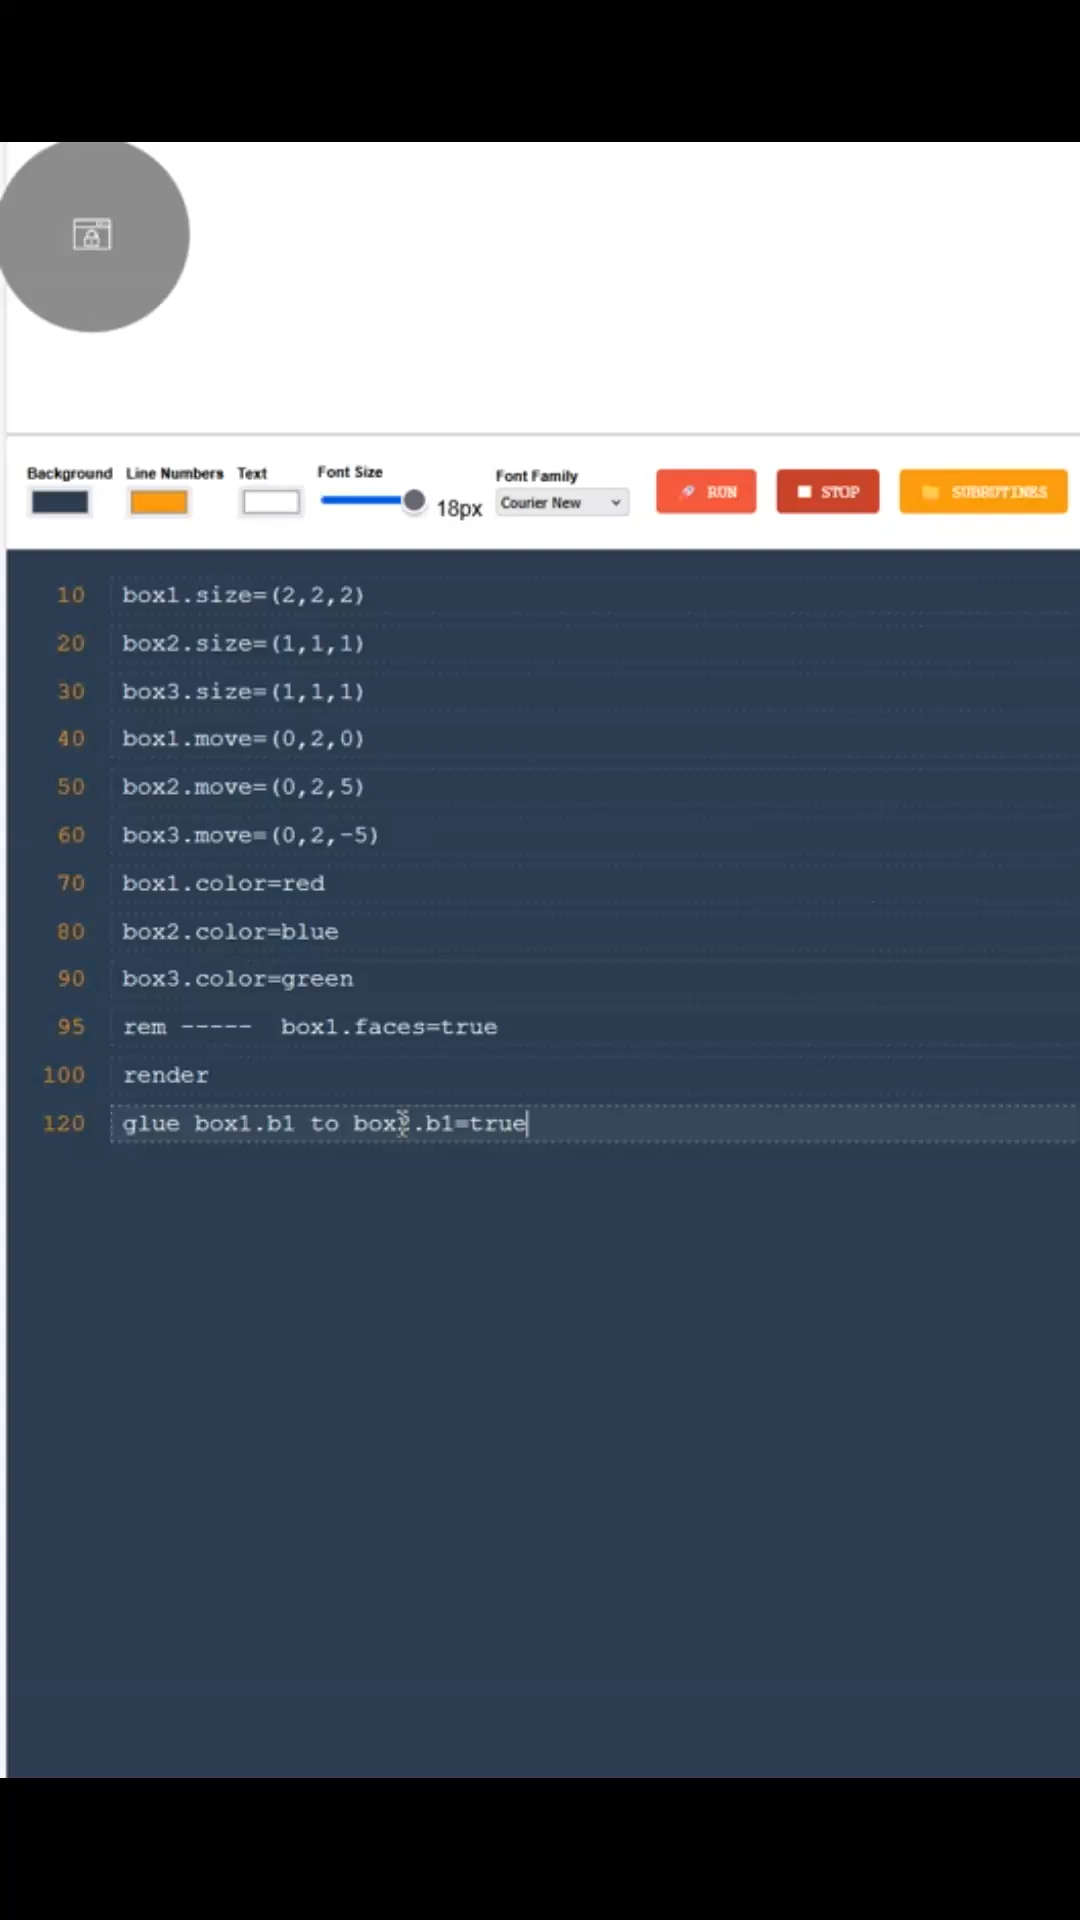 Background Line Numbers Text Font Size Font Family
18px Courier New RUN STOP SUBROUTINES
10 box1.size=(2,2,2)
20 box2.size=(1,1,1)
30 box3.size=(1,1,1)
40 box1.move=(0,2,0)
50 box2.move=(0,2,5)
60 box3.move=(0,2,-5)
70 box1.color=red
80 box2.color=blue
90 box3.color=green
95 rem ----- box1.faces=true
100 render
120 glue box1.b1 to .b1=true